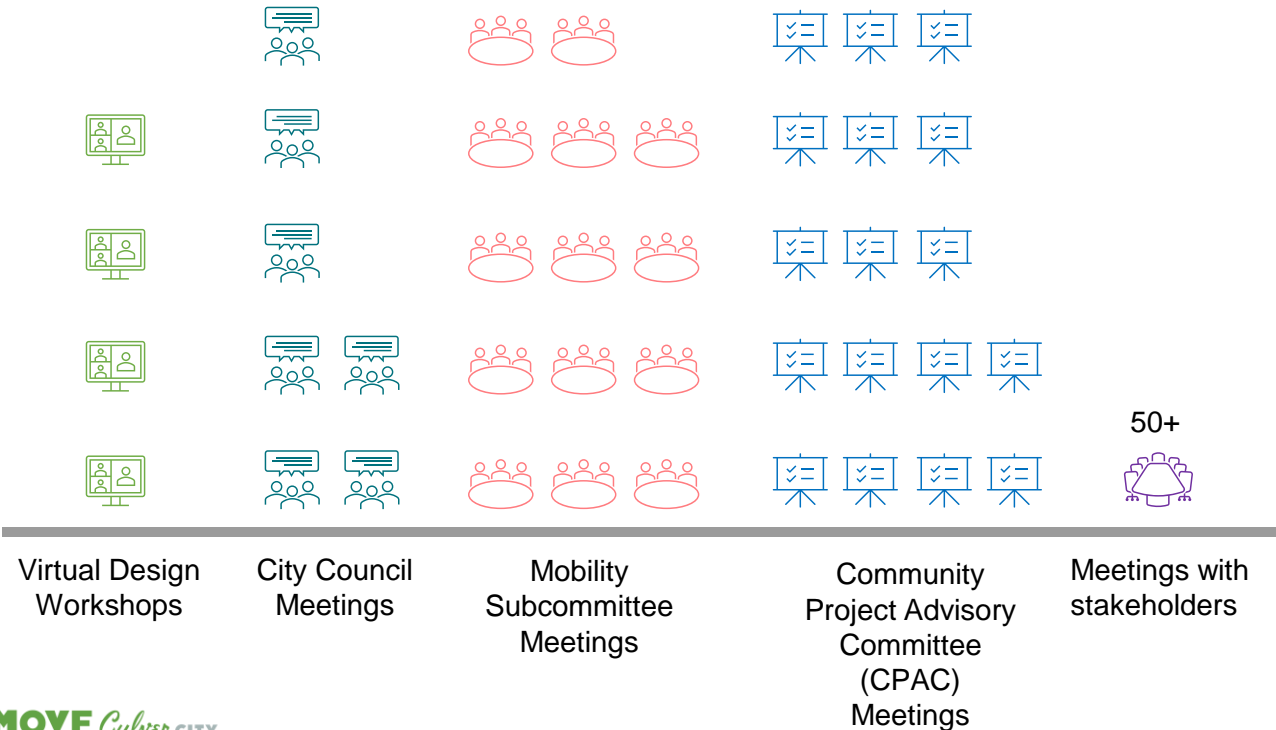 50+
Virtual Design
Workshops
City Council
Meetings
Mobility
Subcommittee
Meetings
Community
Project Advisory
Committee
(CPAC)
Meetings
Meetings with
stakeholders
MOVE Culver CITY